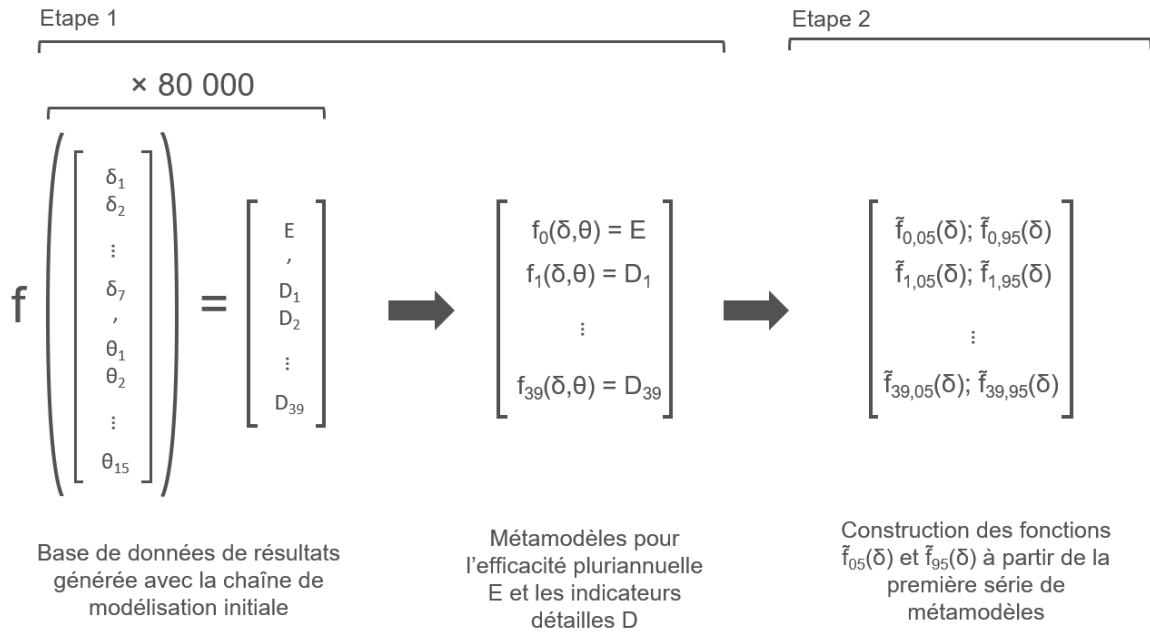 Etape 1
Etape 2
× 80 000
f
δ₁
δ₂
⋮
δ₇
,
θ₁
θ₂
⋮
θ₁₅
=
E
,
D₁
D₂
⋮
D₃₉
f₀(δ,θ) = E
f₁(δ,θ) = D₁
⋮
f₃₉(δ,θ) = D₃₉
f̃₀,₀₅(δ); f̃₀,₉₅(δ)
f̃₁,₀₅(δ); f̃₁,₉₅(δ)
⋮
f̃₃₉,₀₅(δ); f̃₃₉,₉₅(δ)
Base de données de résultats
générée avec la chaîne de
modélisation initiale
Métamodèles pour
l’efficacité pluriannuelle
E et les indicateurs
détailles D
Construction des fonctions
f̃₀₅(δ) et f̃₉₅(δ) à partir de la
première série de
métamodèles